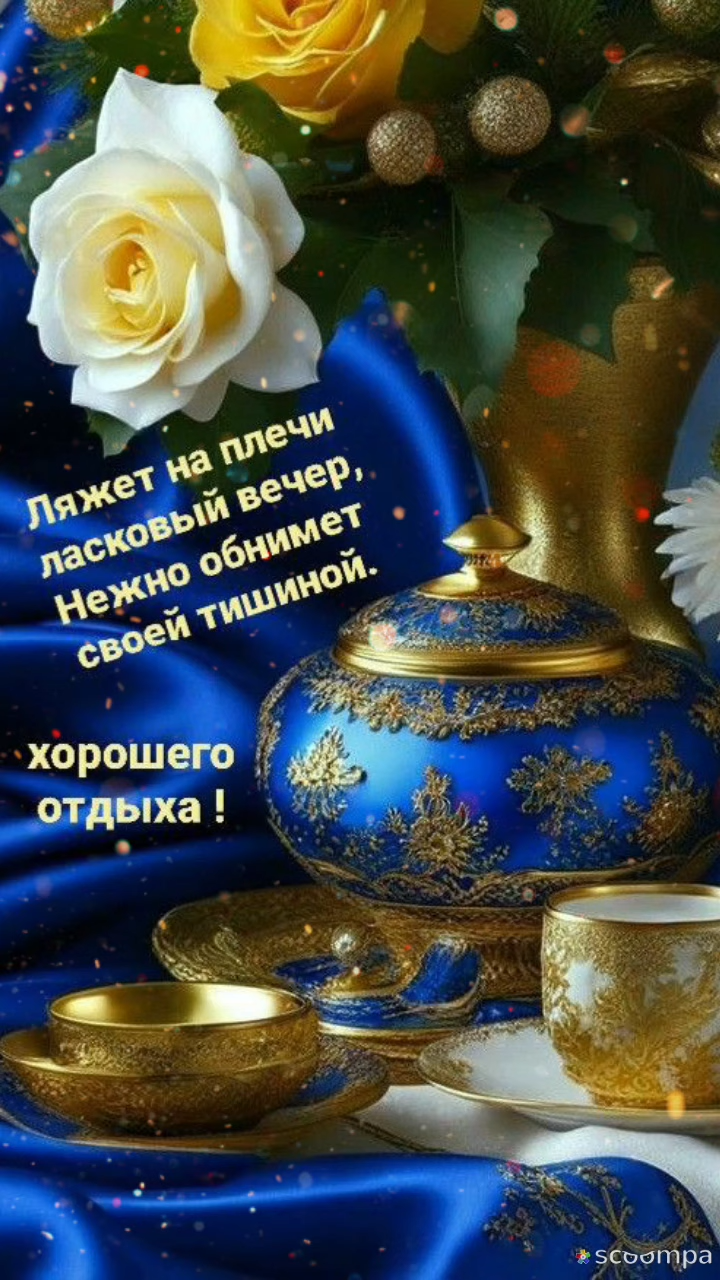 Ляжет на плечи
ласковый вечер,
Нежно обнимет
своей тишиной.
хорошего
отдыха !
scoompa